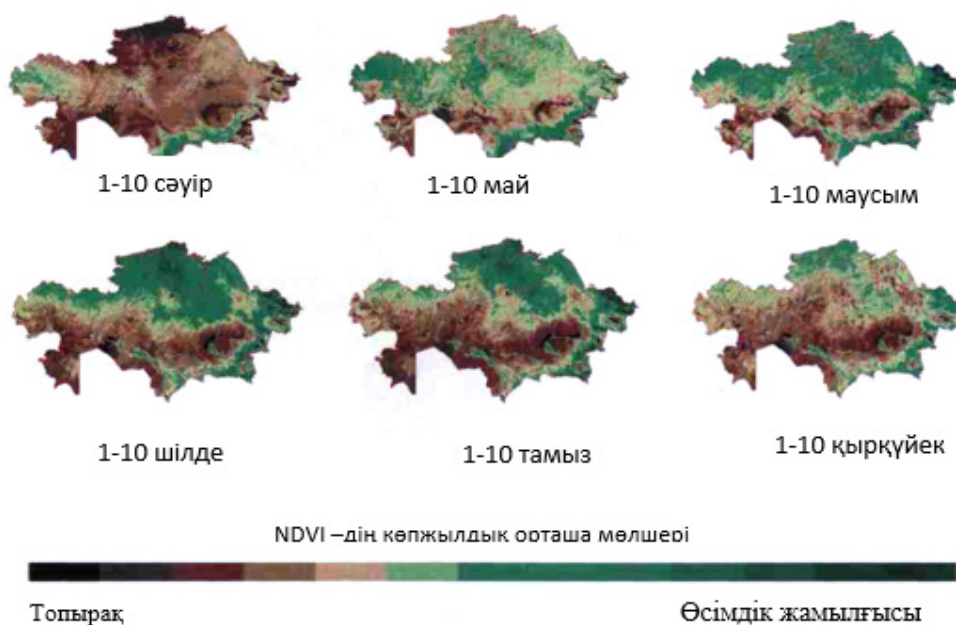 1-10 сәуір
1-10 май
1-10 маусым
1-10 шілде
1-10 тамыз
1-10 қыркүйек
NDVI –дің көпжылдық орташа мөлшері
Топырақ
Өсімдік жамылғысы